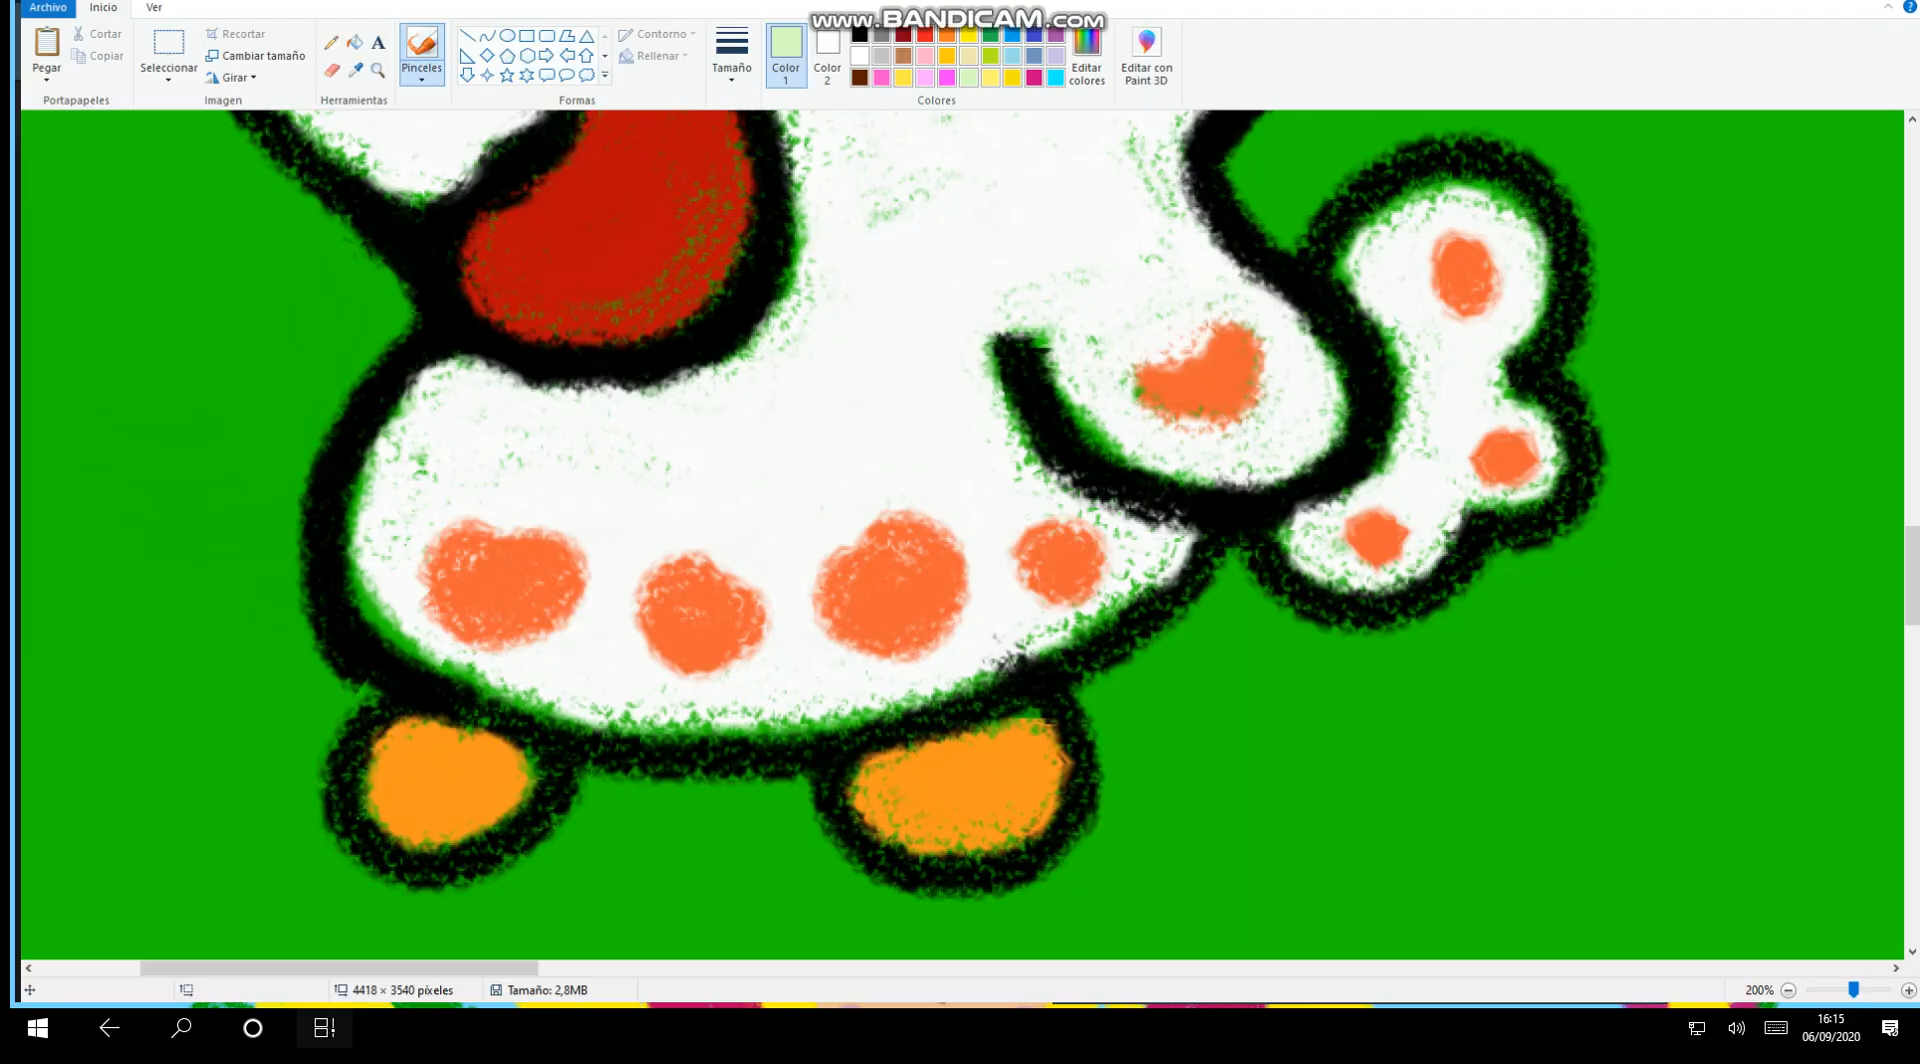 Archivo Inicio Ver
www.BANDICAM.com
Pegar
Cortar
Copiar
Portapapeles
Seleccionar
Recortar
Cambiar tamaño
Girar
Imagen
A
Herramientas
Pinceles
Contorno
Rellenar
Formas
Tamaño
Color 1
Color 2
Colores
Editar colores
Editar con Paint 3D
4418 × 3540 píxeles
Tamaño: 2,8MB
200%
16:15
06/09/2020